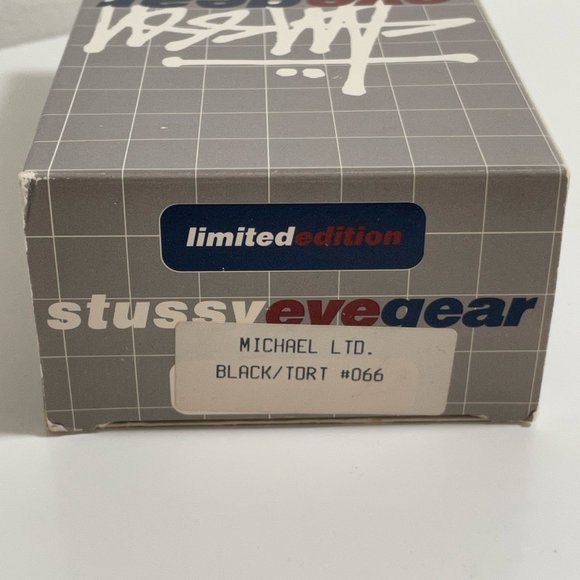 limitededition
stussyeyegear
MICHAEL LTD.
BLACK/TORT #066